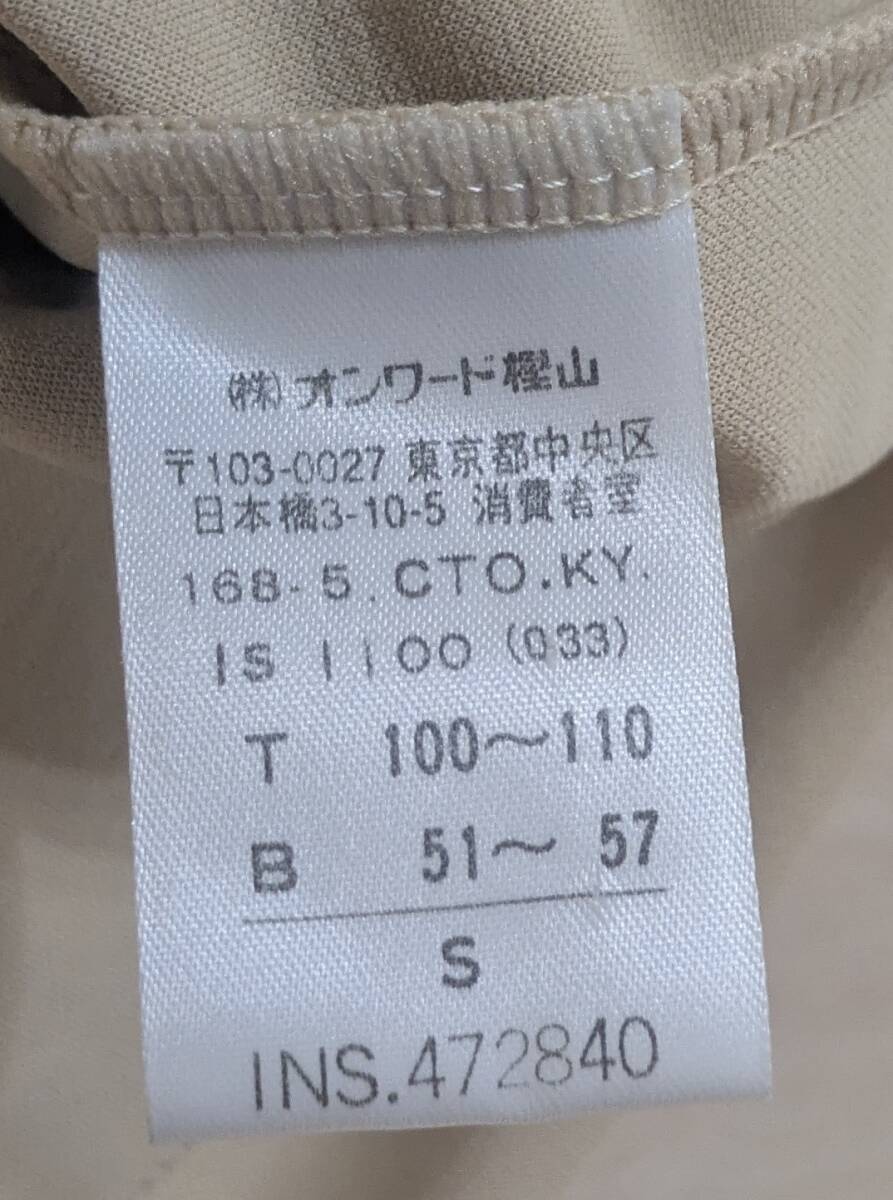 (株)オンワード樫山
〒103-0027 東京都中央区
日本橋3-10-5 消費者室
168-5.CTO.KY.
IS 1100 (033)
T 100〜110
B 51〜 57
S
INS.472840